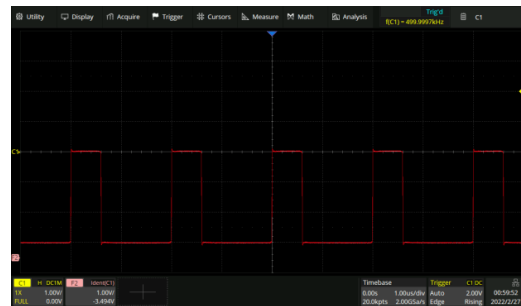 Utility Display Acquire Trigger Cursors Measure Math Analysis
Trig'd
f(C1) = 499.9997kHz
C1
C1
F2
C1 H DC1M
1X 1.00V/
FULL 0.00V
F2 Ident(C1)
1.00V/
-3.494V
Timebase
0.00s 1.00us/div
20.0kpts 2.00GSa/s
Trigger C1 DC
Auto 2.00V
Edge Rising
00:59:52
2022/2/27